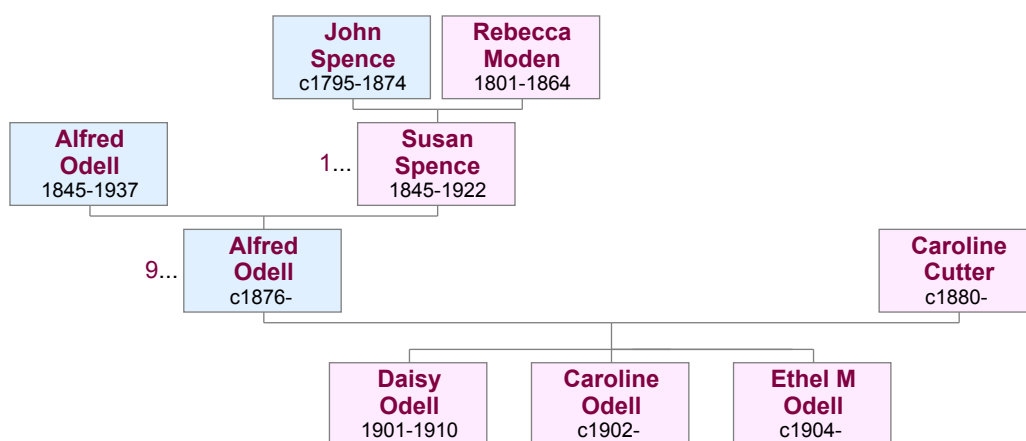 John
Spence
c1795-1874
Rebecca
Moden
1801-1864
Alfred
Odell
1845-1937
1...
Susan
Spence
1845-1922
9...
Alfred
Odell
c1876-
Caroline
Cutter
c1880-
Daisy
Odell
1901-1910
Caroline
Odell
c1902-
Ethel M
Odell
c1904-